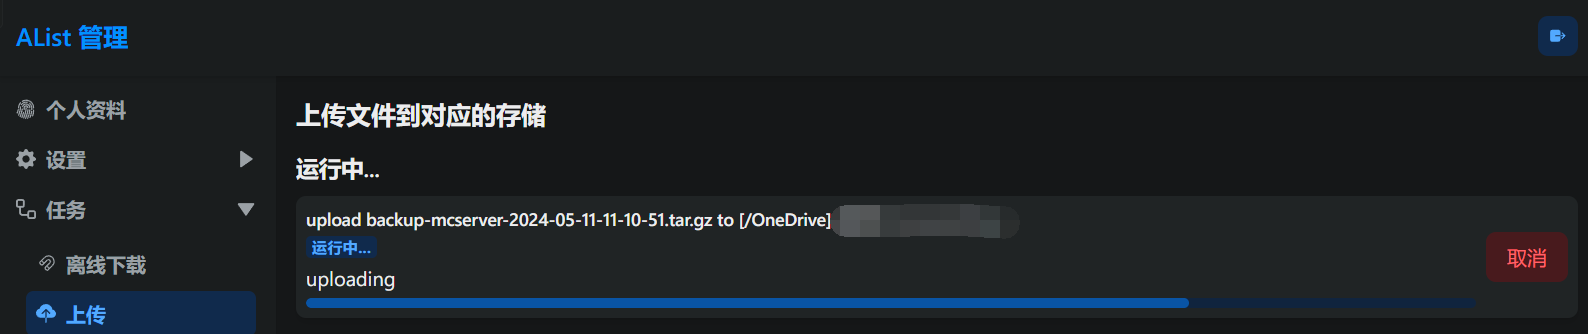 AList 管理
个人资料
设置
任务
离线下载
上传
上传文件到对应的存储
运行中...
upload backup-mcserver-2024-05-11-11-10-51.tar.gz to [/OneDrive]
运行中...
uploading
取消